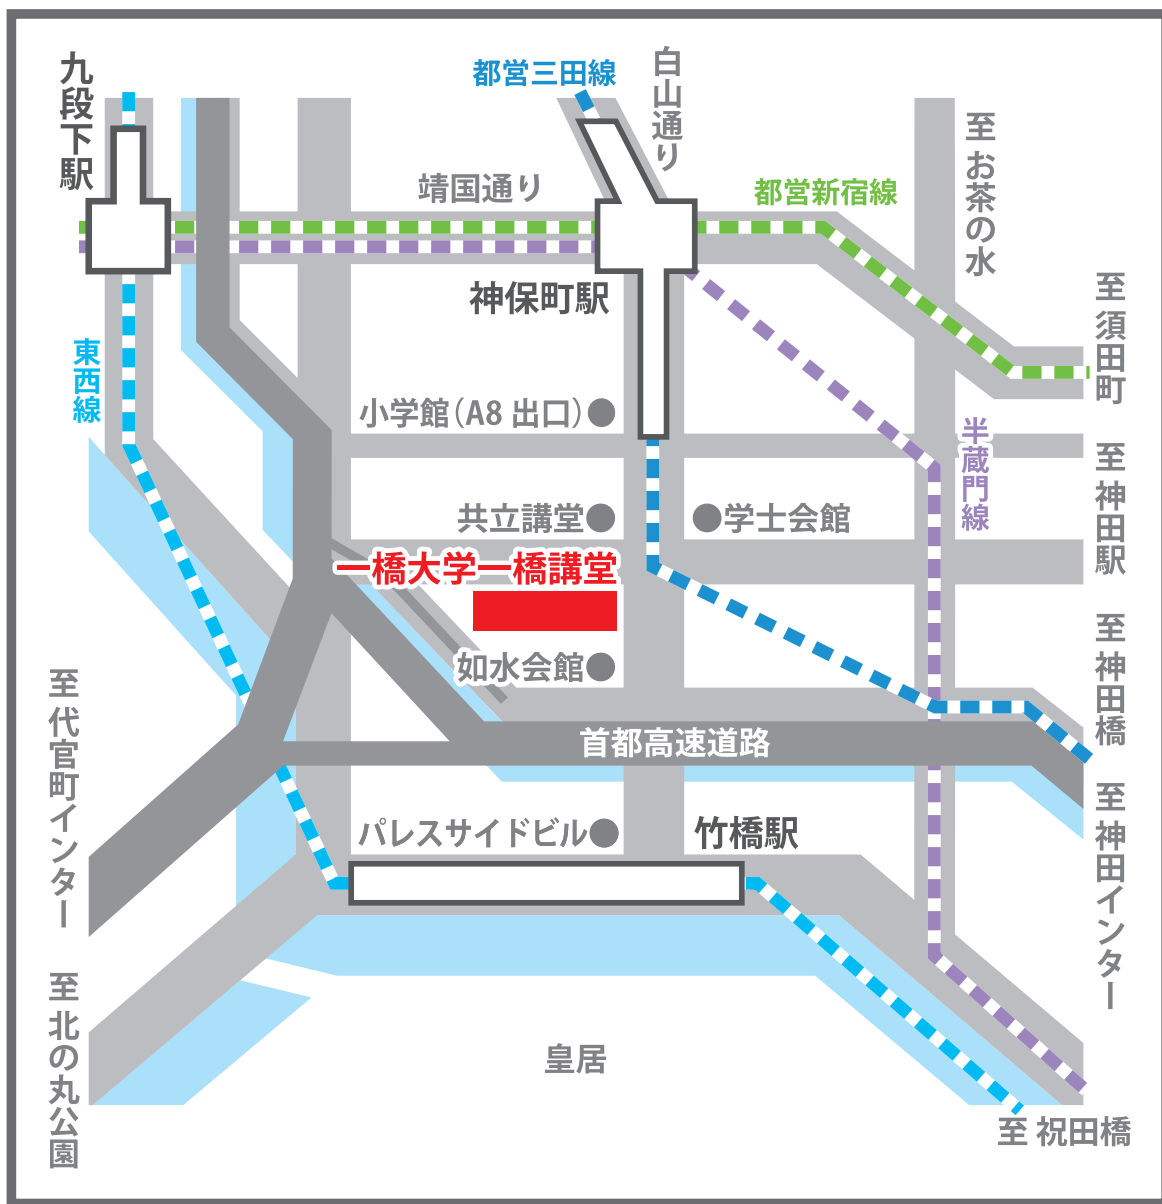 九段下駅
都営三田線
白山通り
至 お茶の水
靖国通り
都営新宿線
神保町駅
至 須田町
東西線
小学館（A8 出口）
半蔵門線
至 神田駅
共立講堂
学士会館
一橋大学一橋講堂
至 神田橋
如水会館
至 代官町インター
首都高速道路
至 神田インター
パレスサイドビル
竹橋駅
至 北の丸公園
皇居
至 祝田橋